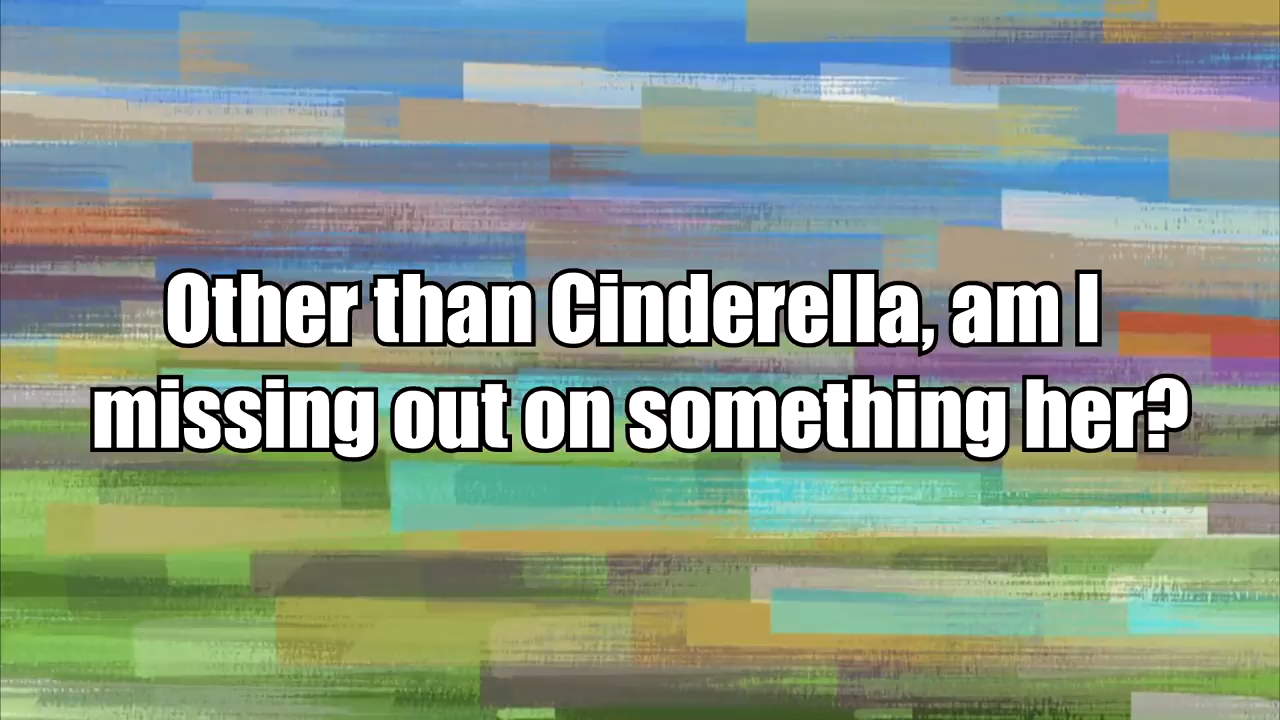 Other than Cinderella, am I
missing out on something her?